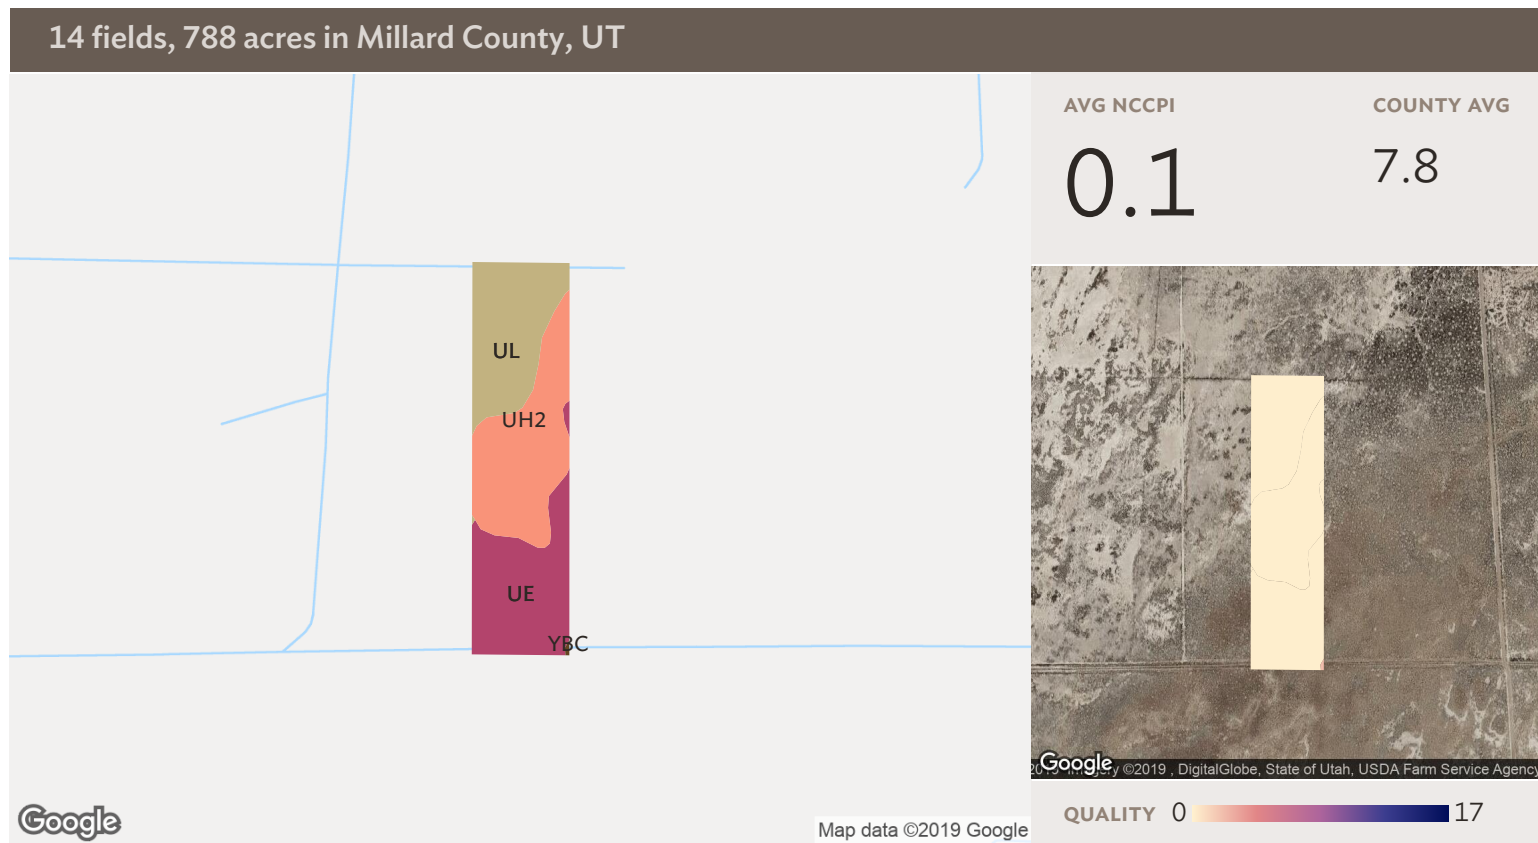 14 fields, 788 acres in Millard County, UT
AVG NCCPI
COUNTY AVG
0.1
7.8
UL
UH2
UE
YBC
Google
Map data ©2019 Google
Google
©2019 , DigitalGlobe, State of Utah, USDA Farm Service Agency
QUALITY 0 17